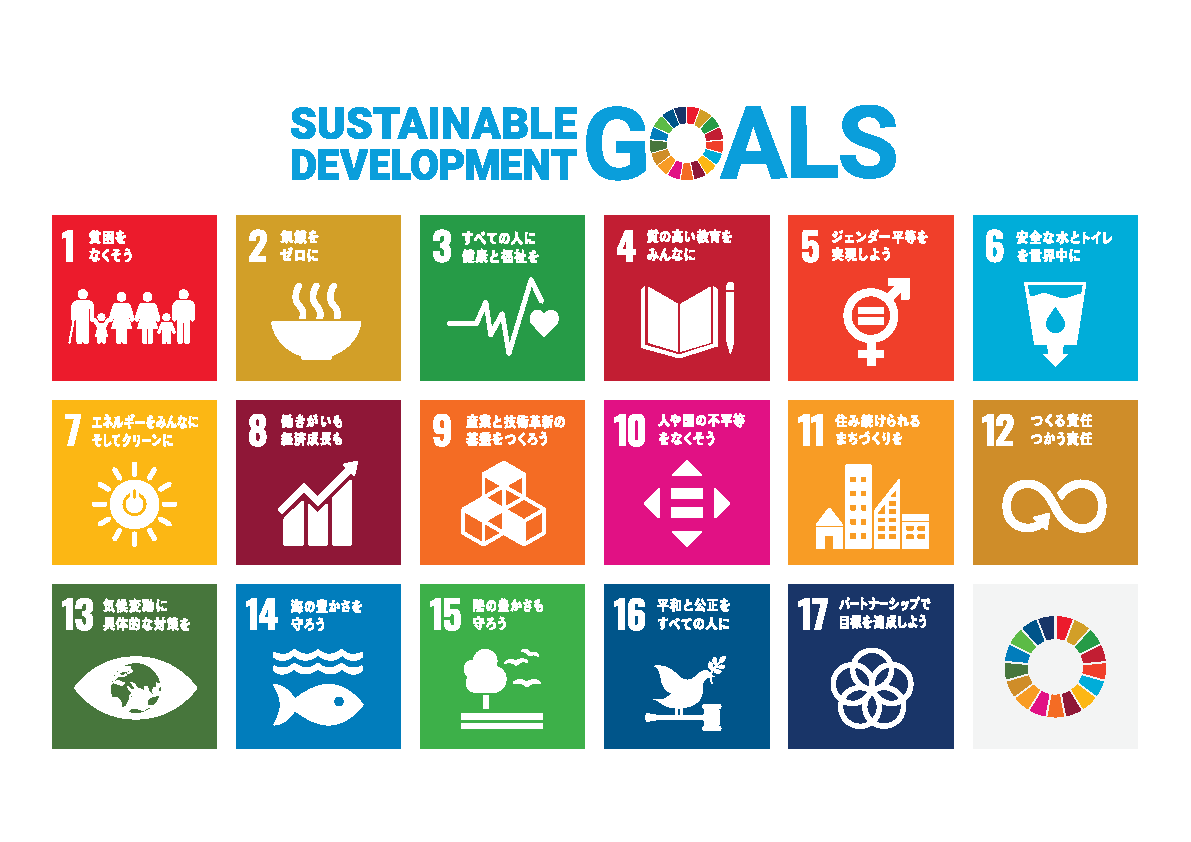 SUSTAINABLE
DEVELOPMENT
GOALS
1 貧困を
なくそう
2 飢餓を
ゼロに
3 すべての人に
健康と福祉を
4 質の高い教育を
みんなに
5 ジェンダー平等を
実現しよう
6 安全な水とトイレ
を世界中に
7 エネルギーをみんなに
そしてクリーンに
8 働きがいも
経済成長も
9 産業と技術革新の
基盤をつくろう
10 人や国の不平等
をなくそう
11 住み続けられる
まちづくりを
12 つくる責任
つかう責任
13 気候変動に
具体的な対策を
14 海の豊かさを
守ろう
15 陸の豊かさも
守ろう
16 平和と公正を
すべての人に
17 パートナーシップで
目標を達成しよう